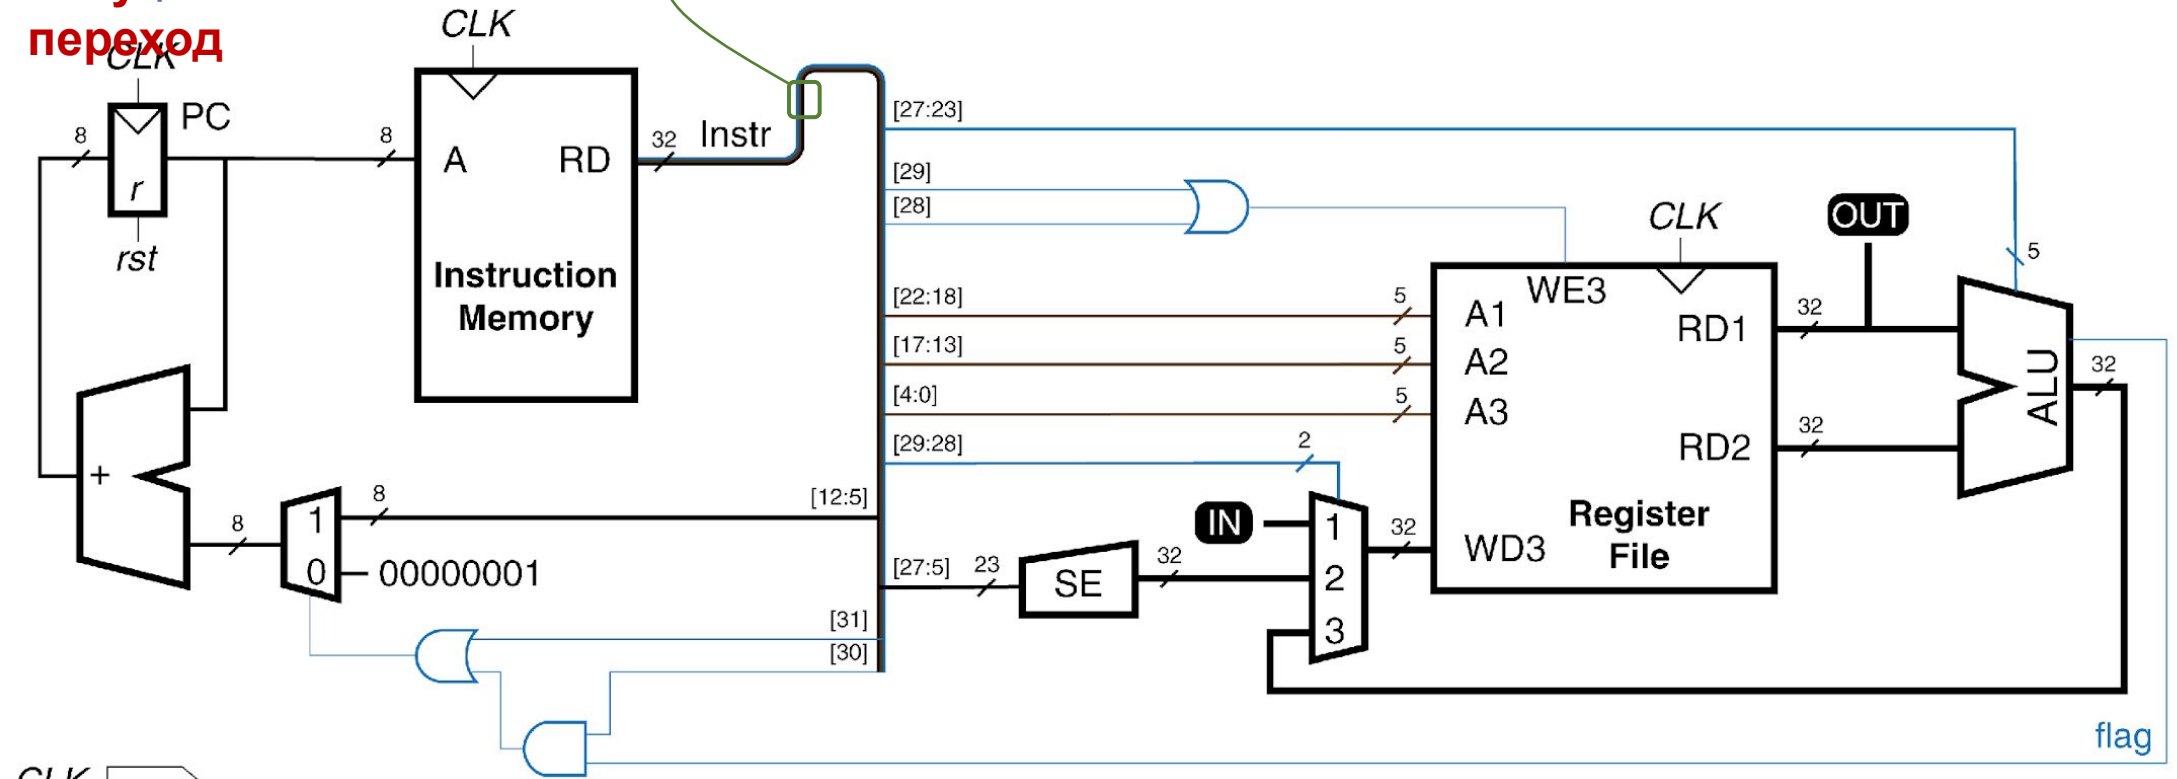 переход
CLK
CLK
8
PC
r
rst
8
A
RD
Instruction
Memory
32
Instr
[27:23]
[29]
[28]
[22:18]
[17:13]
[4:0]
[29:28]
[12:5]
[27:5]
[31]
[30]
5
5
5
2
23
SE
32
IN
1
2
3
32
CLK
WE3
A1
A2
A3
WD3
RD1
RD2
Register
File
32
32
OUT
5
ALU
32
flag
+
8
1
0
8
00000001
CLK